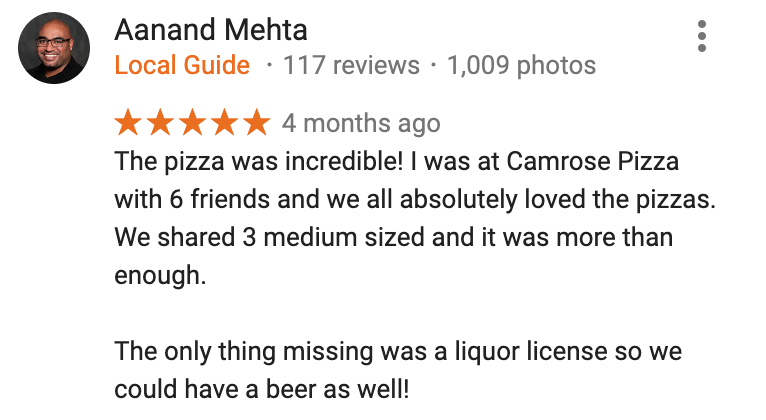 Aanand Mehta
Local Guide · 117 reviews · 1,009 photos
4 months ago
The pizza was incredible! I was at Camrose Pizza
with 6 friends and we all absolutely loved the pizzas.
We shared 3 medium sized and it was more than
enough.
The only thing missing was a liquor license so we
could have a beer as well!